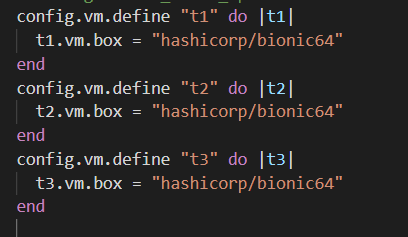 config.vm.define "t1" do |t1|
  t1.vm.box = "hashicorp/bionic64"
end
config.vm.define "t2" do |t2|
  t2.vm.box = "hashicorp/bionic64"
end
config.vm.define "t3" do |t3|
  t3.vm.box = "hashicorp/bionic64"
end